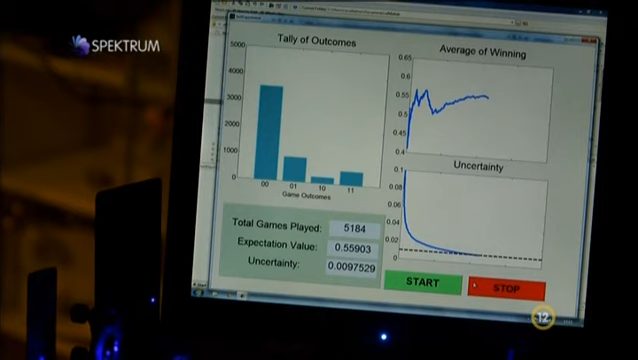 SPEKTRUM
Tally of Outcomes
5000
4000
3000
2000
1000
0
00
01
10
11
Game Outcomes
Average of Winning
0.65
0.6
0.55
0.5
0.45
0.4
Uncertainty
0.1
0.08
0.06
0.04
0.02
0
Total Games Played:
5184
Expectation Value:
0.55903
Uncertainty:
0.0097529
START
STOP
12